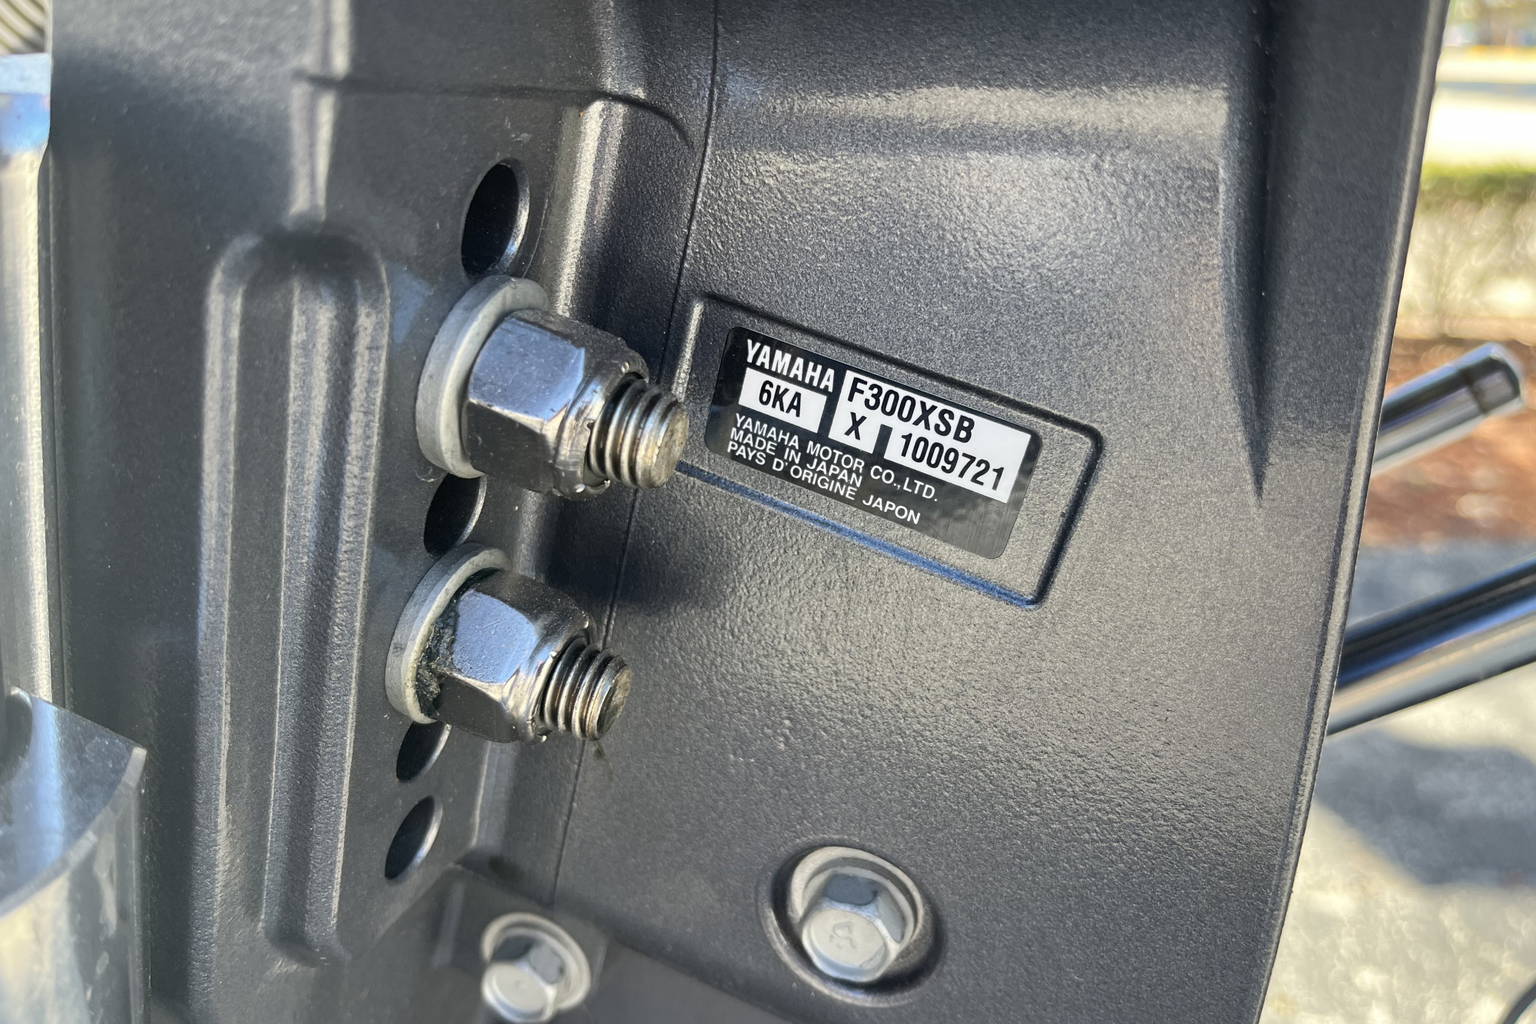 YAMAHA
6KA
F300XSB
X 1009721
YAMAHA MOTOR CO.,LTD.
MADE IN JAPAN
PAYS D'ORIGINE JAPON